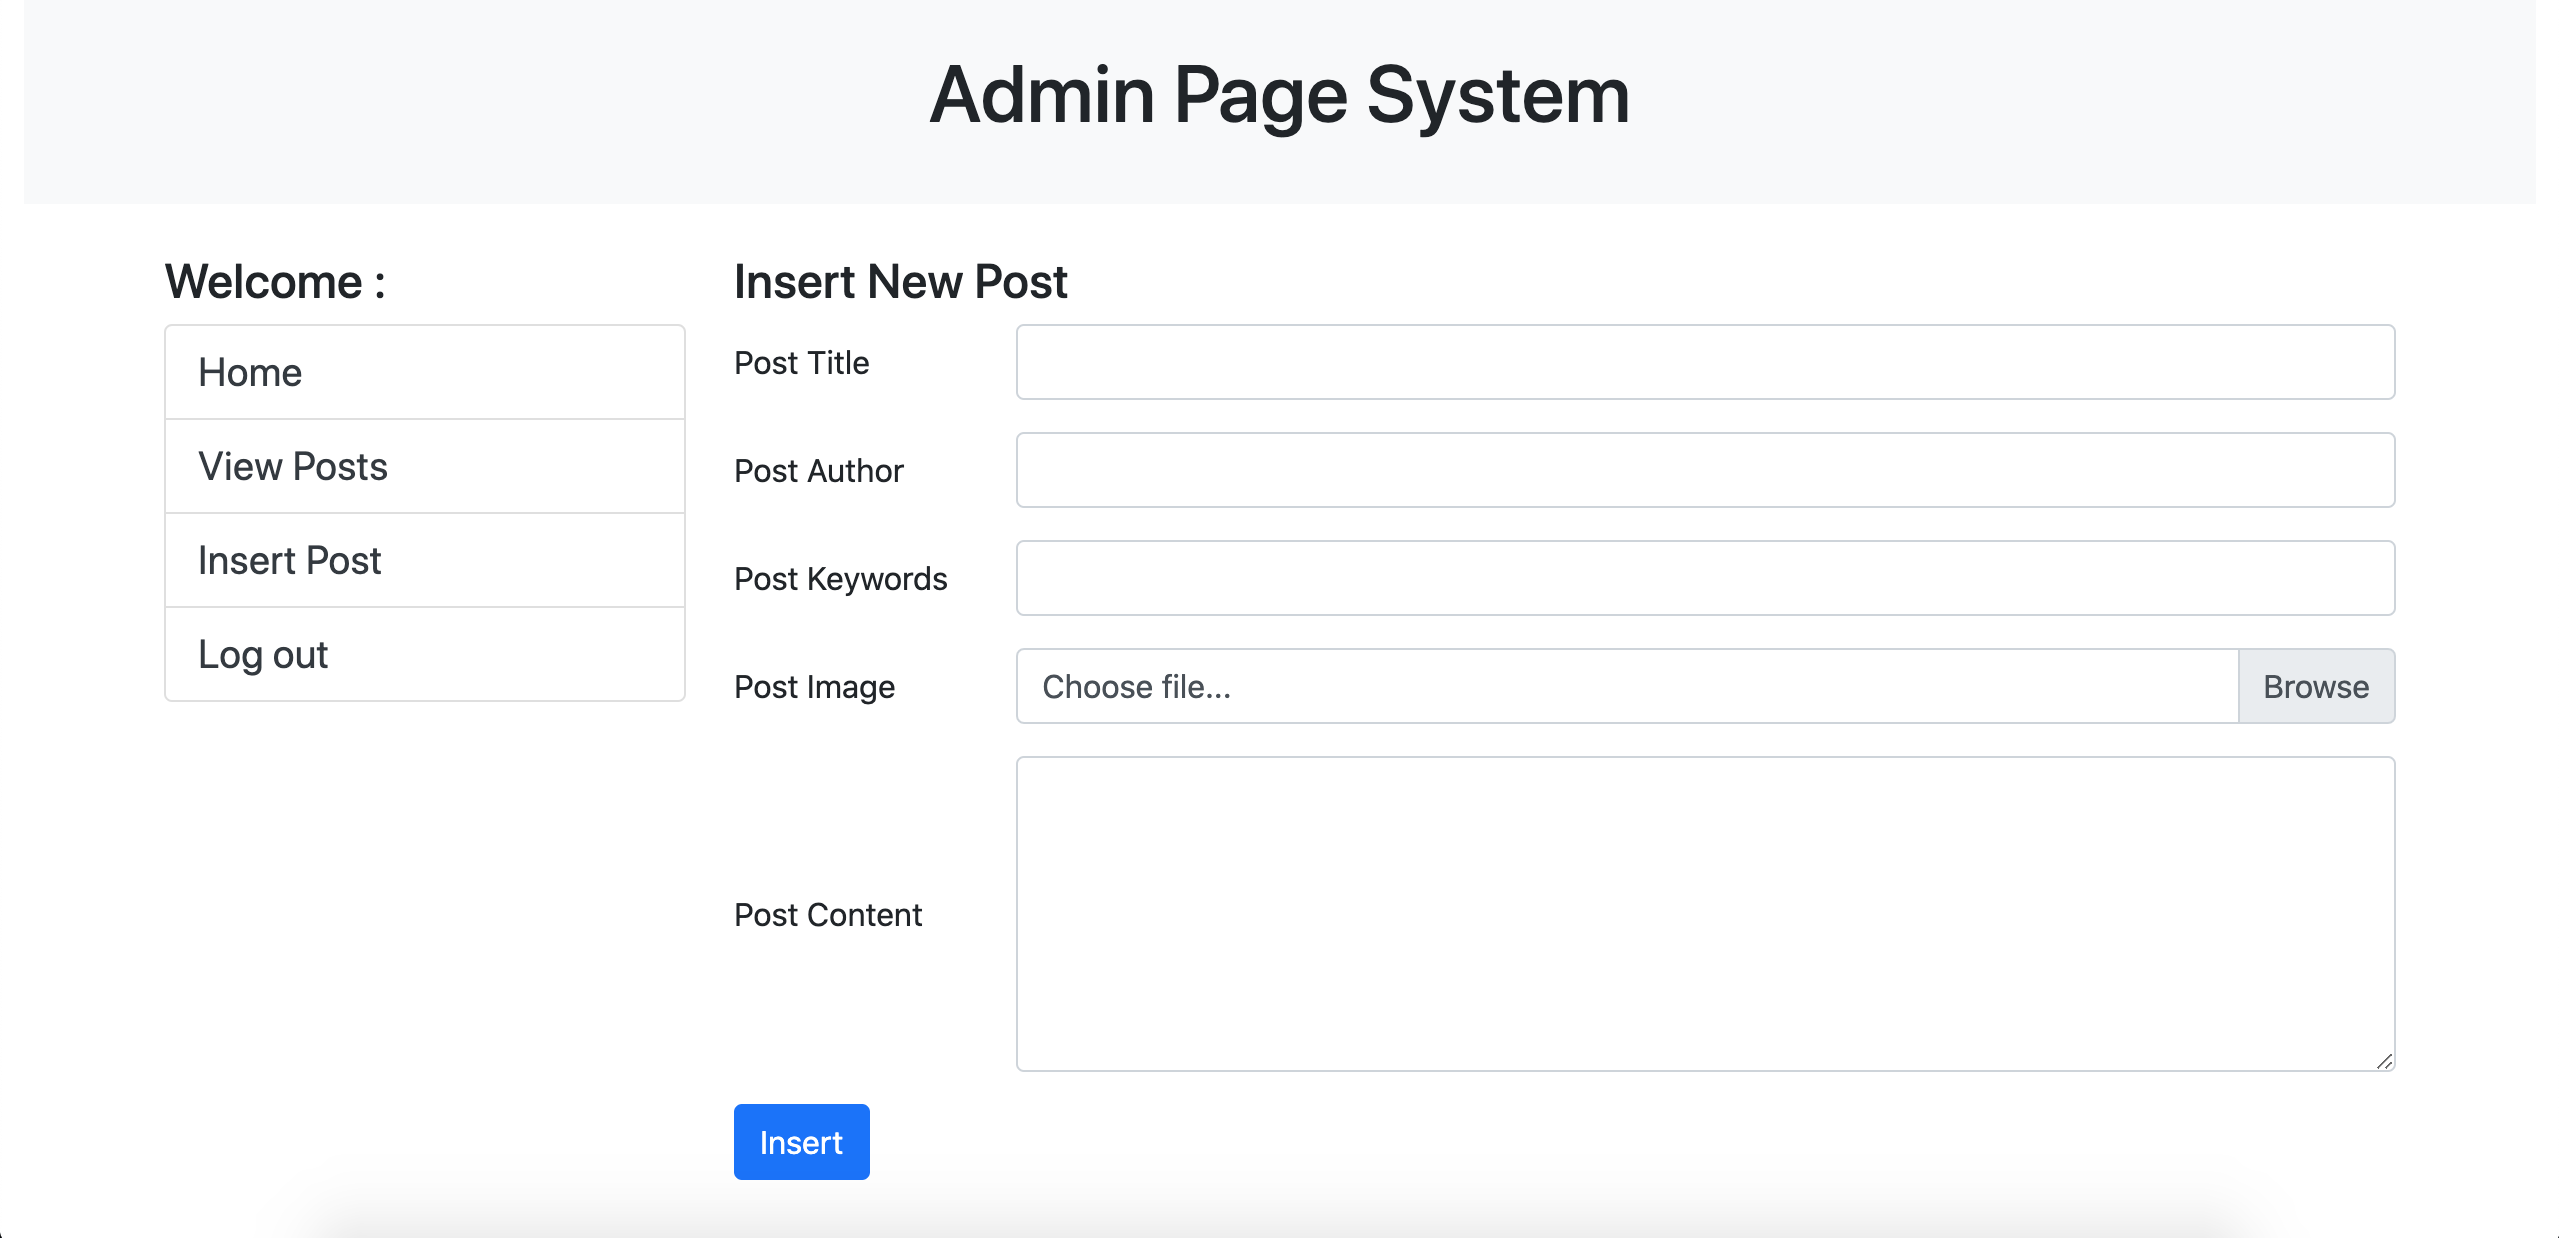 Admin Page System
Welcome :
Home
View Posts
Insert Post
Log out
Insert New Post
Post Title
Post Author
Post Keywords
Post Image
Choose file...
Browse
Post Content
Insert